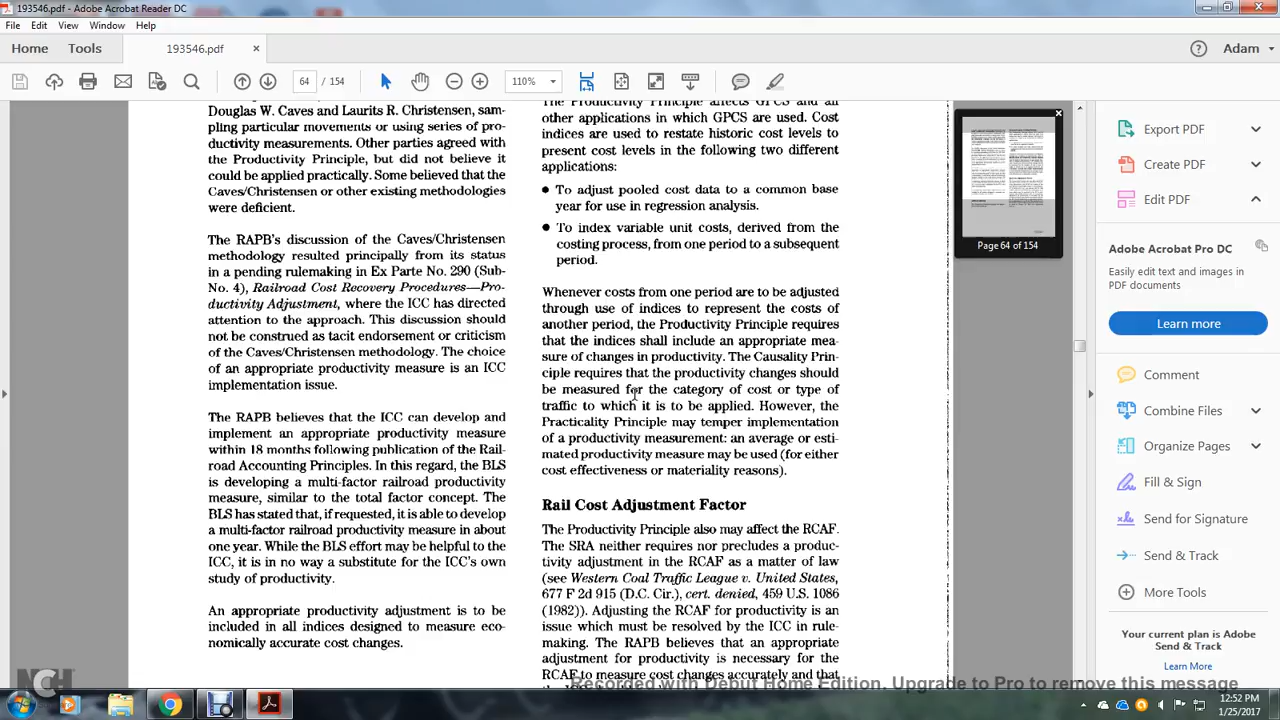 193546.pdf - Adobe Acrobat Reader DC
File Edit View Window Help
Home Tools 193546.pdf × Adam
64 / 154 110%
Douglas W. Caves and Laurits R. Christensen, sam-
pling particular movements or using series of pro-
ductivity measurements. Other parties agreed with
the Productivity Principle, but did not believe it
could be applied practically. Some believed that the
Caves/Christensen or other existing methodologies
were deficient.
The RAPB's discussion of the Caves/Christensen
methodology resulted principally from its status
in a pending rulemaking in Ex Parte No. 290 (Sub-
No. 4), Railroad Cost Recovery Procedures—Pro-
ductivity Adjustment, where the ICC has directed
attention to the approach. This discussion should
not be construed as tacit endorsement or criticism
of the Caves/Christensen methodology. The choice
of an appropriate productivity measure is an ICC
implementation issue.
The RAPB believes that the ICC can develop and
implement an appropriate productivity measure
within 18 months following publication of the Rail-
road Accounting Principles. In this regard, the BLS
is developing a multi-factor railroad productivity
measure, similar to the total factor concept. The
BLS has stated that, if requested, it is able to develop
a multi-factor railroad productivity measure in about
one year. While the BLS effort may be helpful to the
ICC, it is in no way a substitute for the ICC's own
study of productivity.
An appropriate productivity adjustment is to be
included in all indices designed to measure eco-
nomically accurate cost changes.
The Productivity Principle affects GPCS and all
other applications in which GPCS are used. Cost
indices are used to restate historic cost levels to
present cost levels in the following two different
applications:
● To adjust pooled cost data to a common base
year for use in regression analysis.
● To index variable unit costs, derived from the
costing process, from one period to a subsequent
period.
Whenever costs from one period are to be adjusted
through use of indices to represent the costs of
another period, the Productivity Principle requires
that the indices shall include an appropriate mea-
sure of changes in productivity. The Causality Prin-
ciple requires that the productivity changes should
be measured for the category of cost or type of
traffic to which it is to be applied. However, the
Practicality Principle may temper implementation
of a productivity measurement: an average or esti-
mated productivity measure may be used (for either
cost effectiveness or materiality reasons).
Rail Cost Adjustment Factor
The Productivity Principle also may affect the RCAF.
The SRA neither requires nor precludes a produc-
tivity adjustment in the RCAF as a matter of law
(see Western Coal Traffic League v. United States,
677 F 2d 915 (D.C. Cir.), cert. denied, 459 U.S. 1086
(1982)). Adjusting the RCAF for productivity is an
issue which must be resolved by the ICC in rule-
making. The RAPB believes that an appropriate
adjustment for productivity is necessary for the
RCAF to measure cost changes accurately and that
Page 64 of 154
Export PDF
Create PDF
Edit PDF
Adobe Acrobat Pro DC
Easily edit text and images in
PDF documents
Learn more
Comment
Combine Files
Organize Pages
Fill & Sign
Send for Signature
Send & Track
More Tools
Your current plan is Adobe
Send & Track
Learn More
NCH
Recorded with Debut Home Edition. Upgrade to Pro to remove this message
12:52 PM
1/25/2017